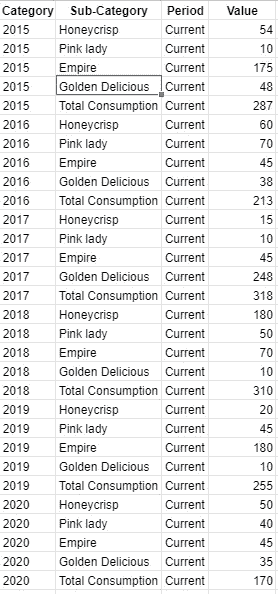 Category Sub-Category Period Value
2015 Honeycrisp Current 54
2015 Pink lady Current 10
2015 Empire Current 175
2015 Golden Delicious Current 48
2015 Total Consumption Current 287
2016 Honeycrisp Current 60
2016 Pink lady Current 70
2016 Empire Current 45
2016 Golden Delicious Current 38
2016 Total Consumption Current 213
2017 Honeycrisp Current 15
2017 Pink lady Current 10
2017 Empire Current 45
2017 Golden Delicious Current 248
2017 Total Consumption Current 318
2018 Honeycrisp Current 180
2018 Pink lady Current 50
2018 Empire Current 70
2018 Golden Delicious Current 10
2018 Total Consumption Current 310
2019 Honeycrisp Current 20
2019 Pink lady Current 45
2019 Empire Current 180
2019 Golden Delicious Current 10
2019 Total Consumption Current 255
2020 Honeycrisp Current 50
2020 Pink lady Current 40
2020 Empire Current 45
2020 Golden Delicious Current 35
2020 Total Consumption Current 170